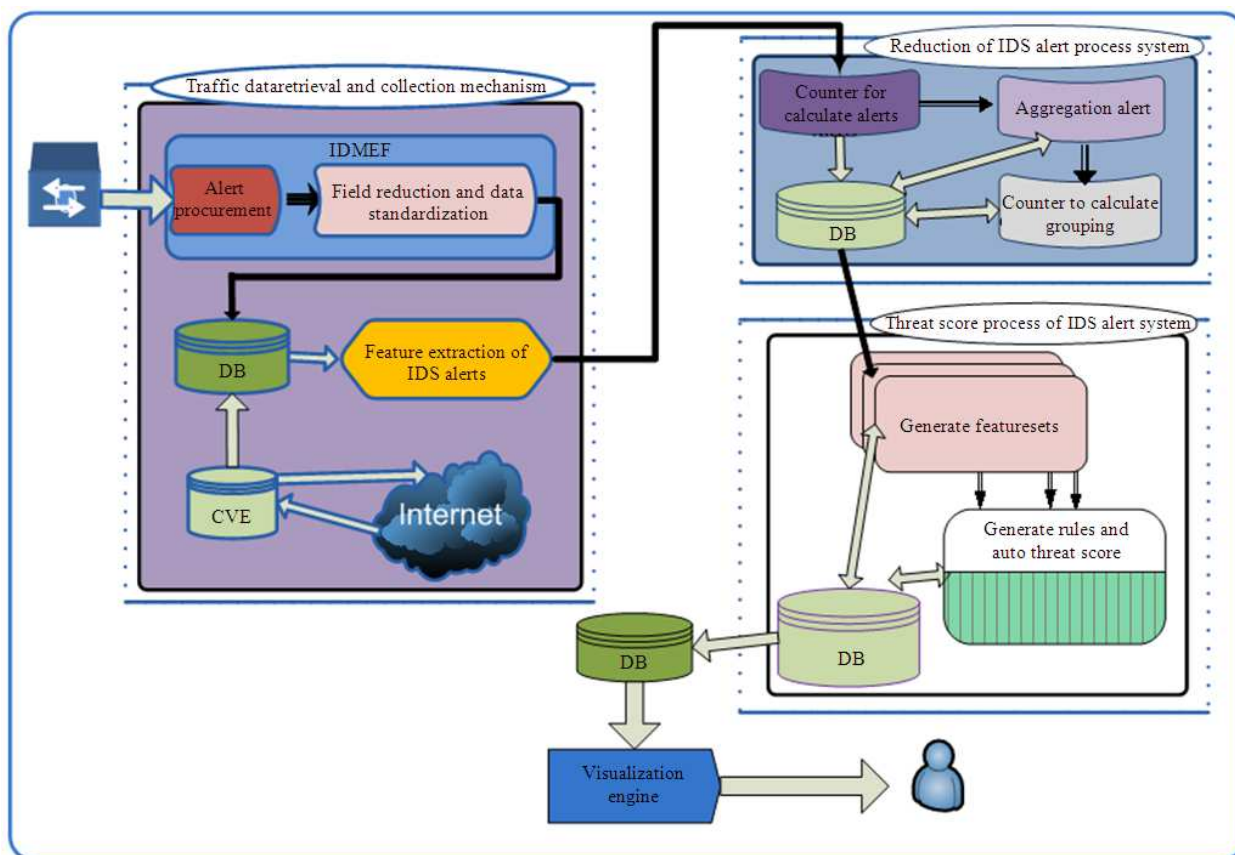 Traffic dataretrieval and collection mechanism
IDMEF
Alert
procurement
Field reduction and data
standardization
DB
Feature extraction of
IDS alerts
CVE
Internet
Reduction of IDS alert process system
Counter for
calculate alerts
Aggregation alert
DB
Counter to calculate
grouping
Threat score process of IDS alert system
Generate featuresets
Generate rules and
auto threat score
DB
DB
Visualization
engine